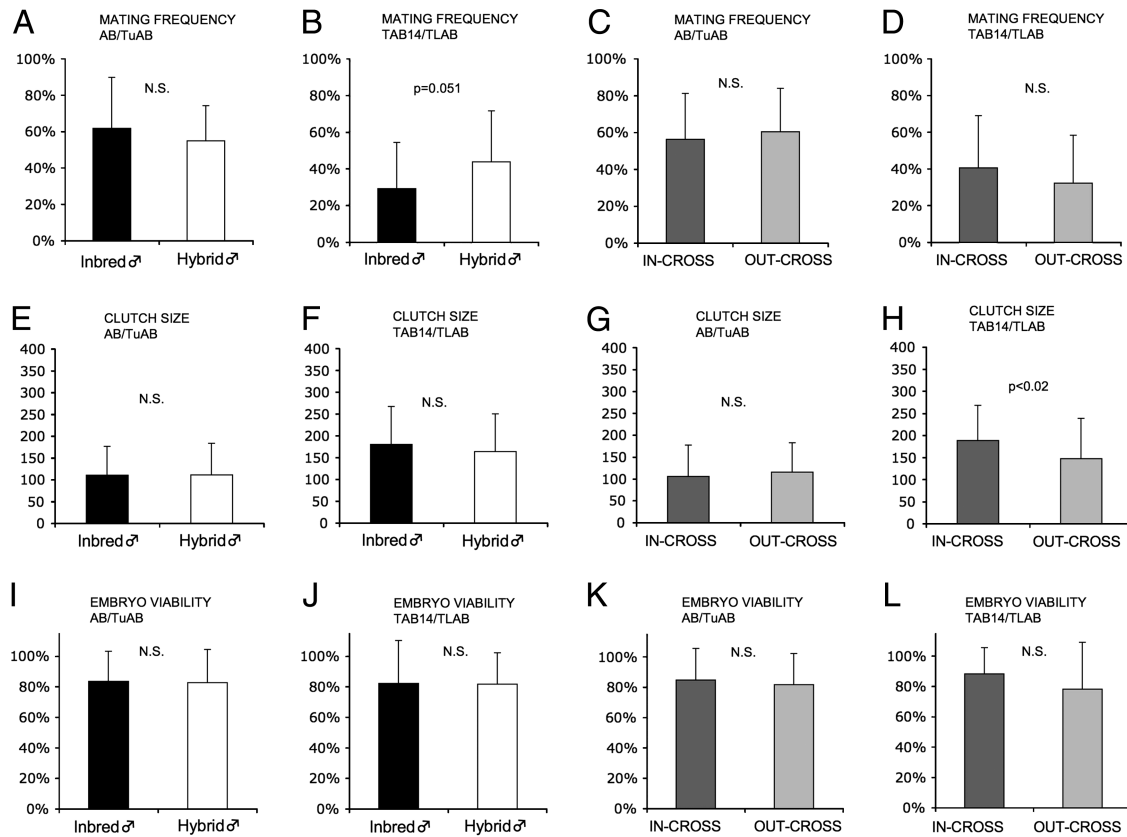 A
MATING FREQUENCY
AB/TuAB
100%
80%
60%
40%
20%
0%
N.S.
Inbred♂ Hybrid♂
B
MATING FREQUENCY
TAB14/TLAB
100%
80%
60%
40%
20%
0%
p=0.051
Inbred♂ Hybrid♂
C
MATING FREQUENCY
AB/TuAB
100%
80%
60%
40%
20%
0%
N.S.
IN-CROSS OUT-CROSS
D
MATING FREQUENCY
TAB14/TLAB
100%
80%
60%
40%
20%
0%
N.S.
IN-CROSS OUT-CROSS
E
CLUTCH SIZE
AB/TuAB
400
350
300
250
200
150
100
50
0
N.S.
Inbred♂ Hybrid♂
F
CLUTCH SIZE
TAB14/TLAB
400
350
300
250
200
150
100
50
0
N.S.
Inbred♂ Hybrid♂
G
CLUTCH SIZE
AB/TuAB
400
350
300
250
200
150
100
50
0
N.S.
IN-CROSS OUT-CROSS
H
CLUTCH SIZE
TAB14/TLAB
400
350
300
250
200
150
100
50
0
p<0.02
IN-CROSS OUT-CROSS
I
EMBRYO VIABILITY
AB/TuAB
100%
80%
60%
40%
20%
0%
N.S.
Inbred♂ Hybrid♂
J
EMBRYO VIABILITY
TAB14/TLAB
100%
80%
60%
40%
20%
0%
N.S.
Inbred♂ Hybrid♂
K
EMBRYO VIABILITY
AB/TuAB
100%
80%
60%
40%
20%
0%
N.S.
IN-CROSS OUT-CROSS
L
EMBRYO VIABILITY
TAB14/TLAB
100%
80%
60%
40%
20%
0%
N.S.
IN-CROSS OUT-CROSS